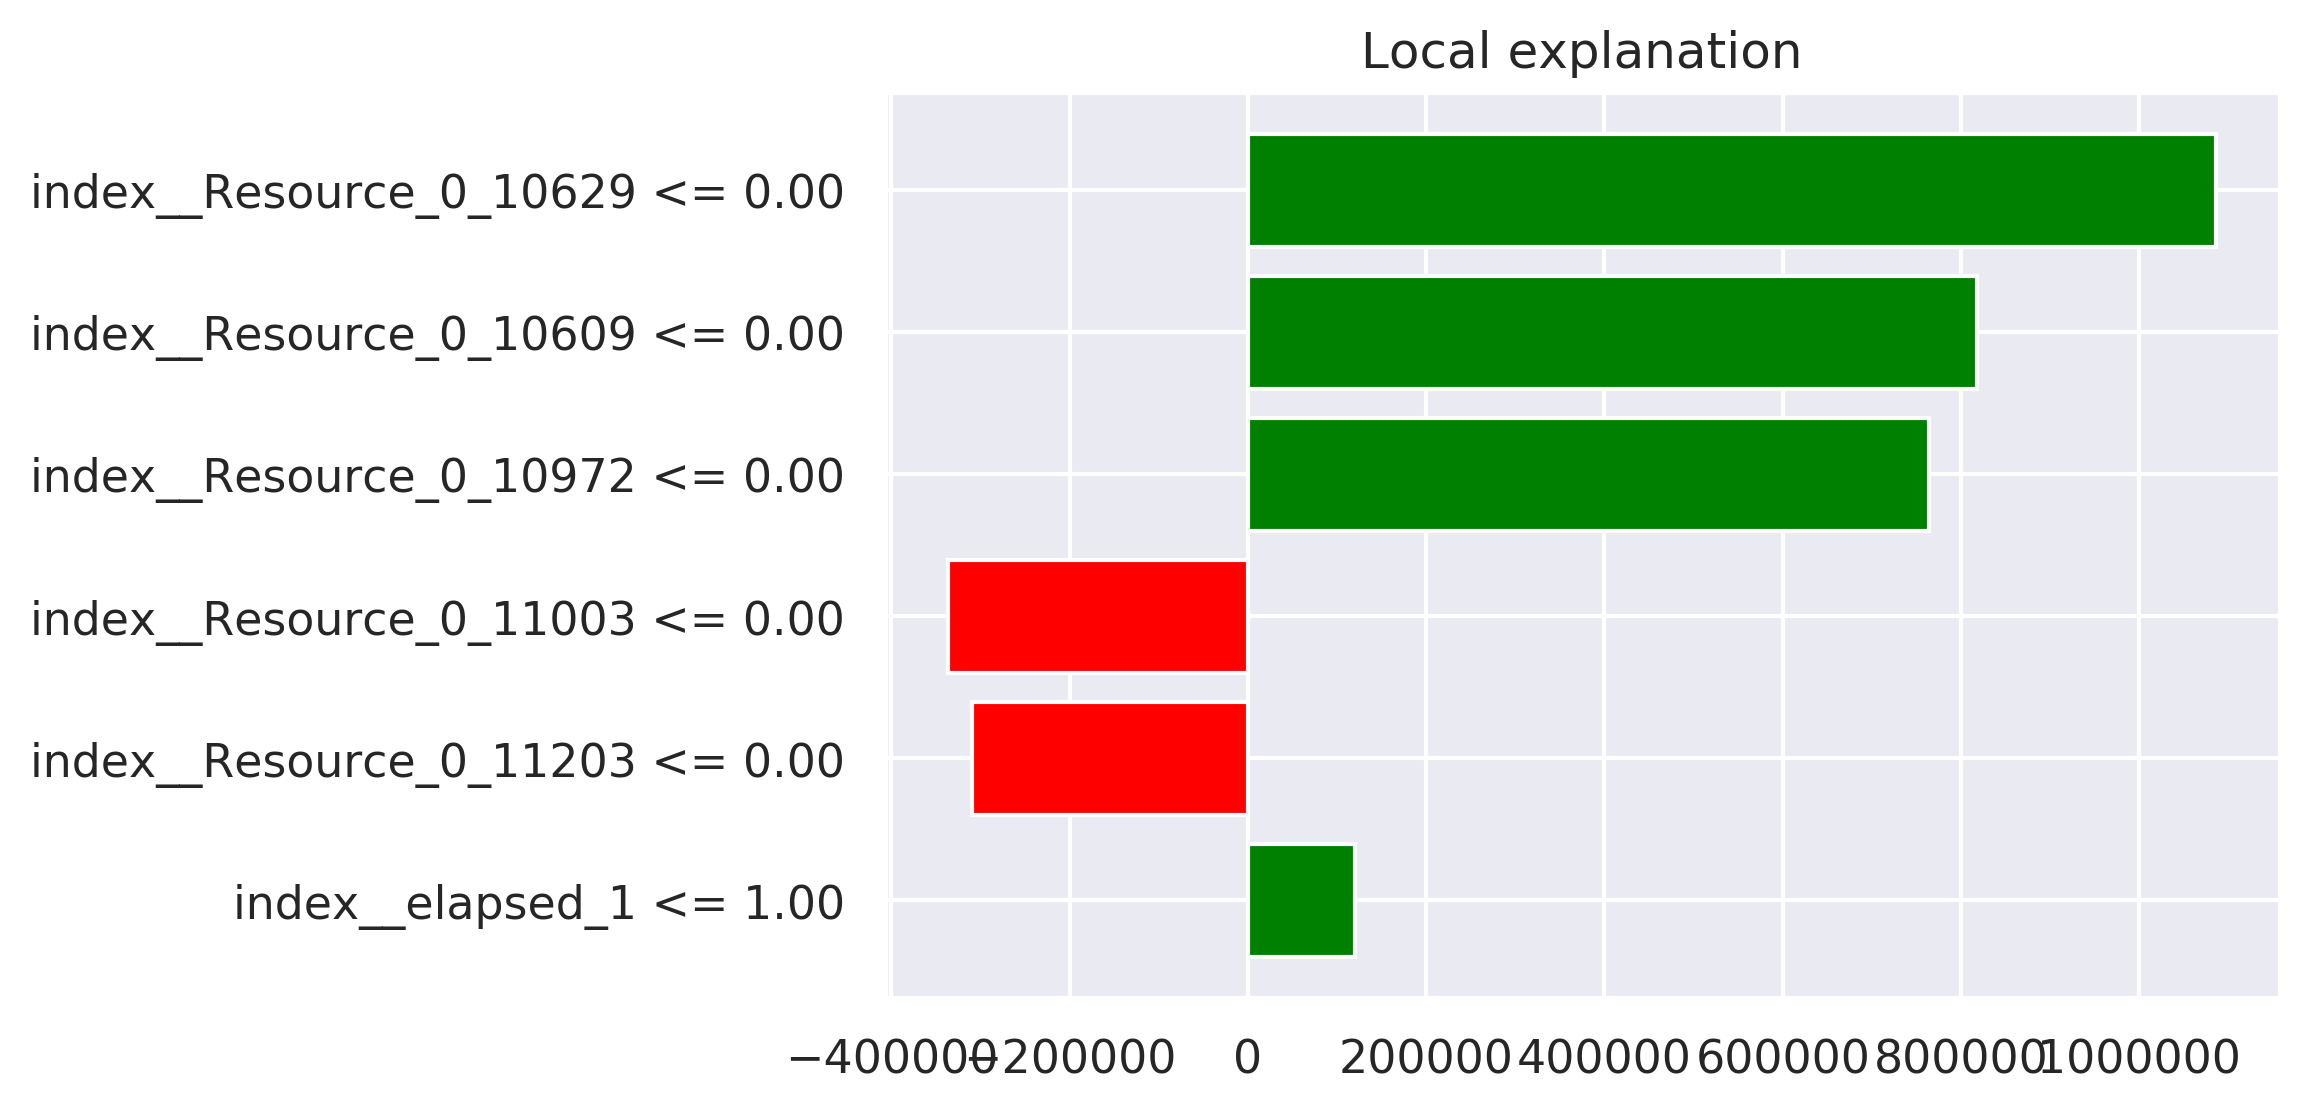 Local explanation
index__Resource_0_10629 <= 0.00
index__Resource_0_10609 <= 0.00
index__Resource_0_10972 <= 0.00
index__Resource_0_11003 <= 0.00
index__Resource_0_11203 <= 0.00
index__elapsed_1 <= 1.00
−400000 −200000 0 200000 400000 600000 800000 1000000